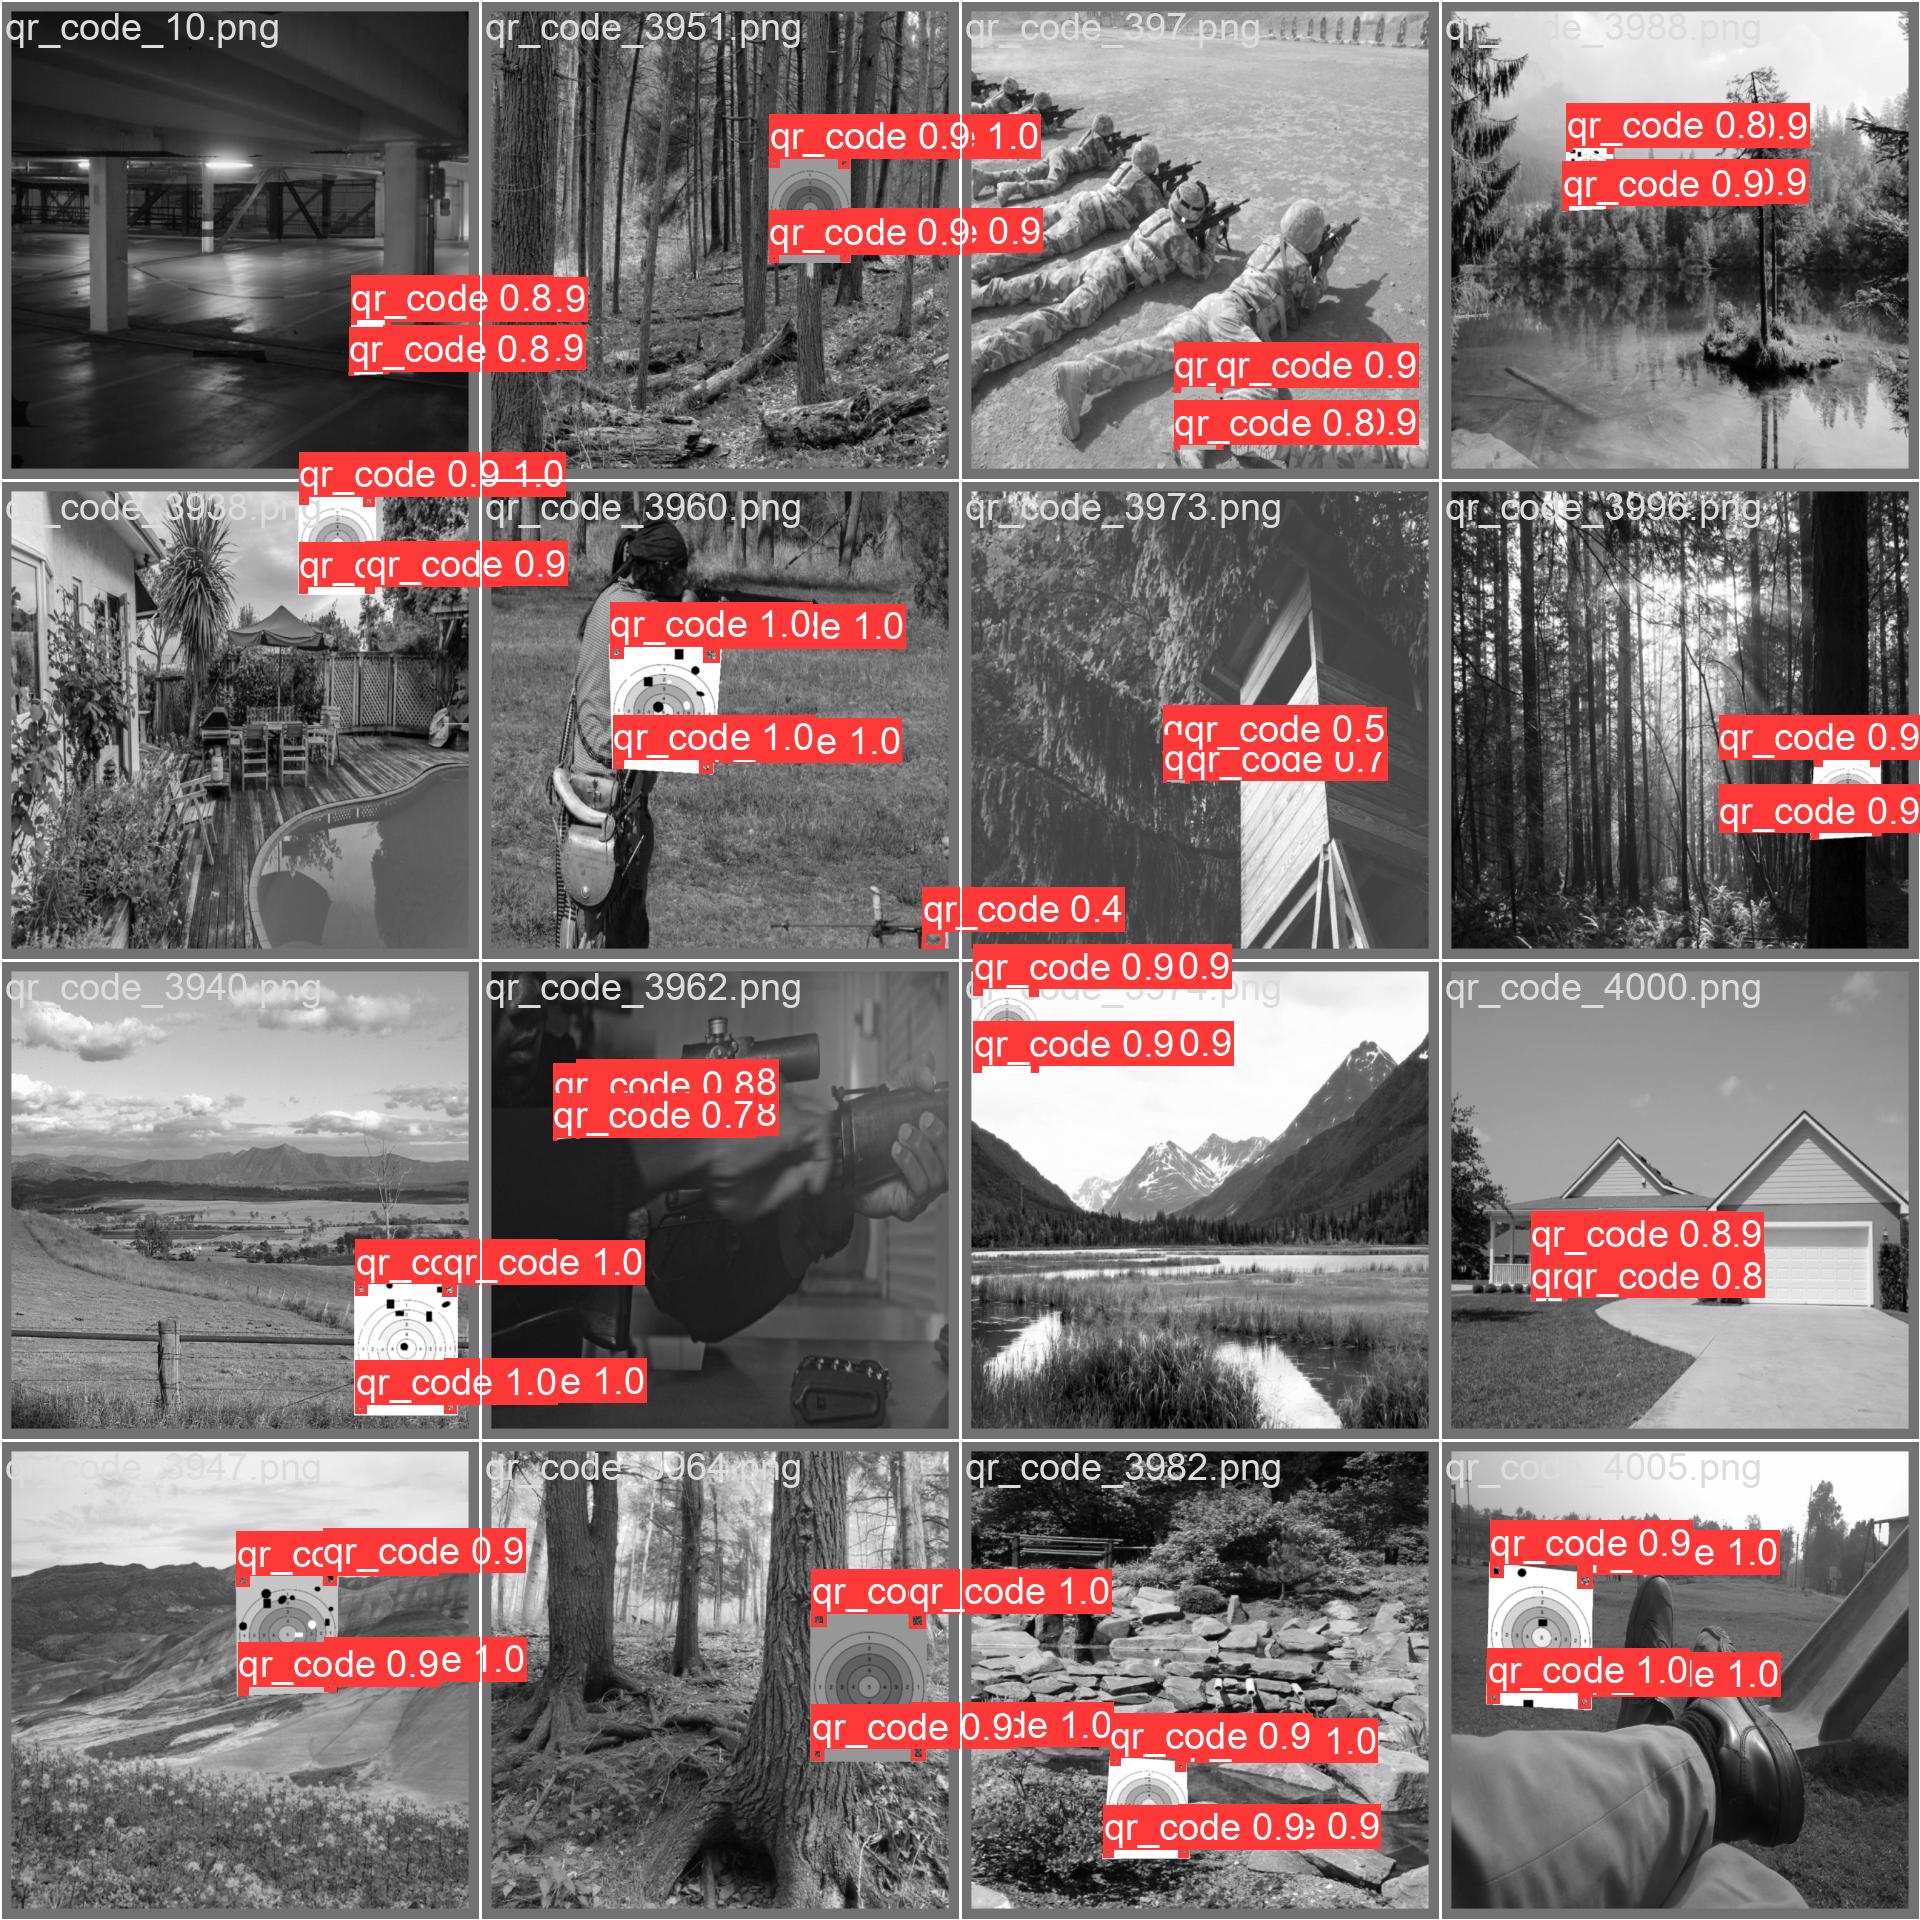 qr_code_10.png
qr_code_3951.png
qr_code_397.png
qr_code_3988.png
qr_code 0.9 1.0
qr_code 0.8).9
qr_code 0.9).9
qr_code 0.9 0.9
qr_code 0.8.9
qr_code 0.8.9
qr_qr_code 0.9
qr_code 0.8).9
qr_code 0.9 1.0
qr_code_3938.png
qr_code_3960.png
qr_code_3973.png
qr_code_3996.png
qr_cqr_code 0.9
qr_code 1.0le 1.0
qr_code 1.0e 1.0
qqr_code 0.5
qqr_code 0.7
qr_code 0.9
qr_code 0.9
qr_code 0.4
qr_code 0.90.9
qr_code_3940.png
qr_code_3962.png
qr_code_3974.png
qr_code_4000.png
qr_code 0.90.9
qr_code 0.88
qr_code 0.78
qr_code 0.8.9
qrqr_code 0.8
qr_ccqr_code 1.0
qr_code 1.0e 1.0
qr_code_3947.png
qr_code_3964.png
qr_code_3982.png
qr_code_4005.png
qr_ccqr_code 0.9
qr_code 0.9e 1.0
qr_code 0.9e 1.0
qr_coqr_code 1.0
qr_code 1.0le 1.0
qr_code 0.9de 1.0
qr_code 0.9 1.0
qr_code 0.9e 0.9